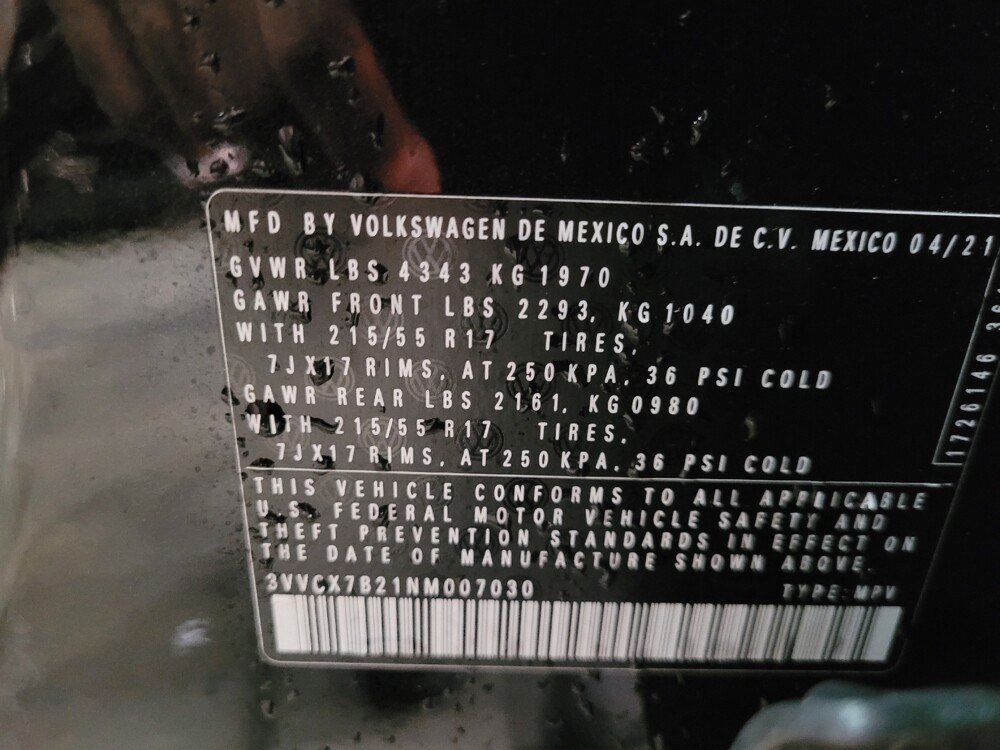 MFD BY VOLKSWAGEN DE MEXICO S.A. DE C.V. MEXICO 04/21
GVWR LBS 4343 KG 1970
GAWR FRONT LBS 2293, KG 1040
WITH 215/55 R17 TIRES,
7JX17 RIMS, AT 250 KPA, 36 PSI COLD
GAWR REAR LBS 2161, KG 0980
WITH 215/55 R17 TIRES,
7JX17 RIMS, AT 250 KPA, 36 PSI COLD
THIS VEHICLE CONFORMS TO ALL APPLICABLE
U.S. FEDERAL MOTOR VEHICLE SAFETY AND
THEFT PREVENTION STANDARDS IN EFFECT ON
THE DATE OF MANUFACTURE SHOWN ABOVE.
3VVCX7B21NM007030 TYPE: MPV
1726146